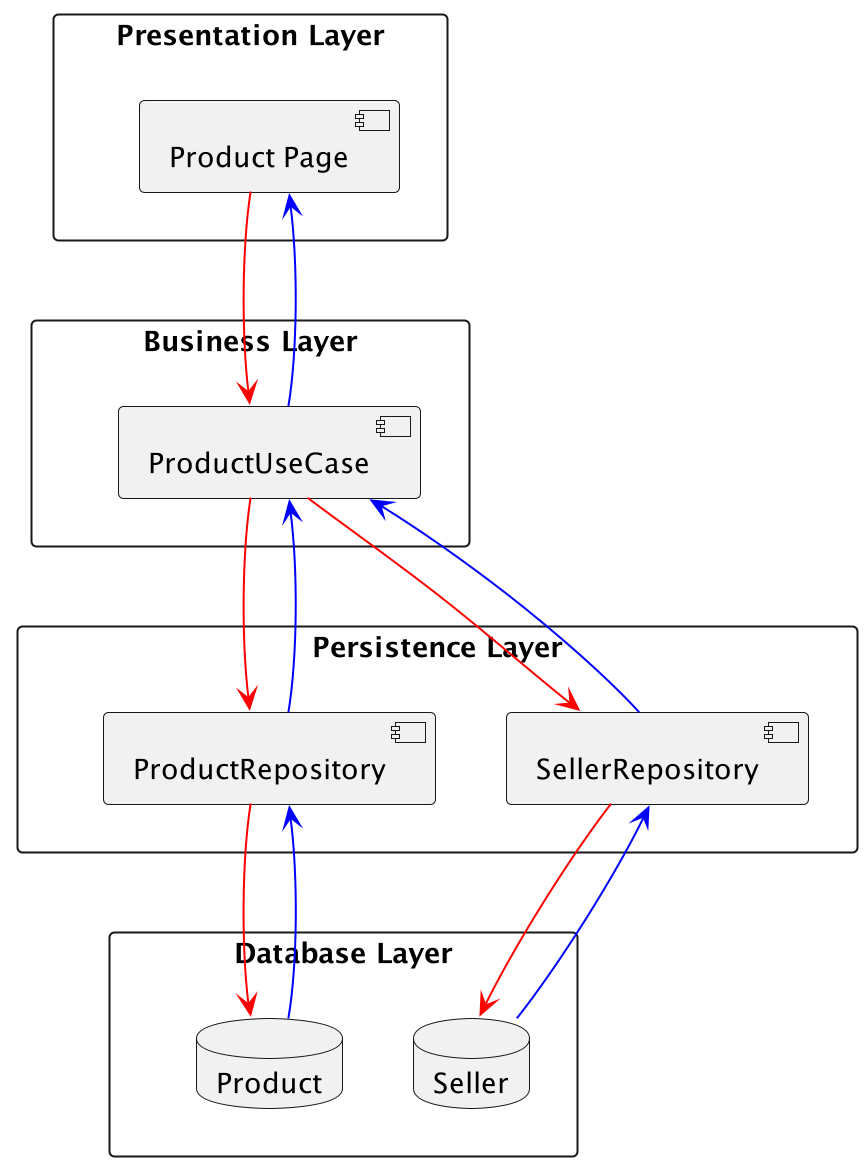 Presentation Layer
Product Page
Business Layer
ProductUseCase
Persistence Layer
ProductRepository
SellerRepository
Database Layer
Product
Seller